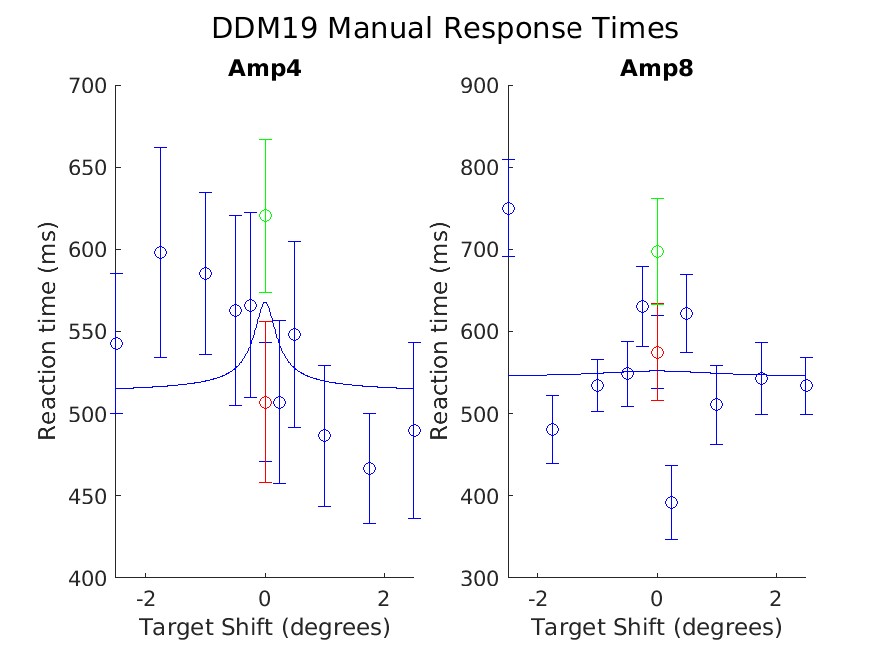 DDM19 Manual Response Times
Amp4
700
650
600
550
500
450
400
-2
0
2
Reaction time (ms)
Target Shift (degrees)
Amp8
900
800
700
600
500
400
300
-2
0
2
Reaction time (ms)
Target Shift (degrees)